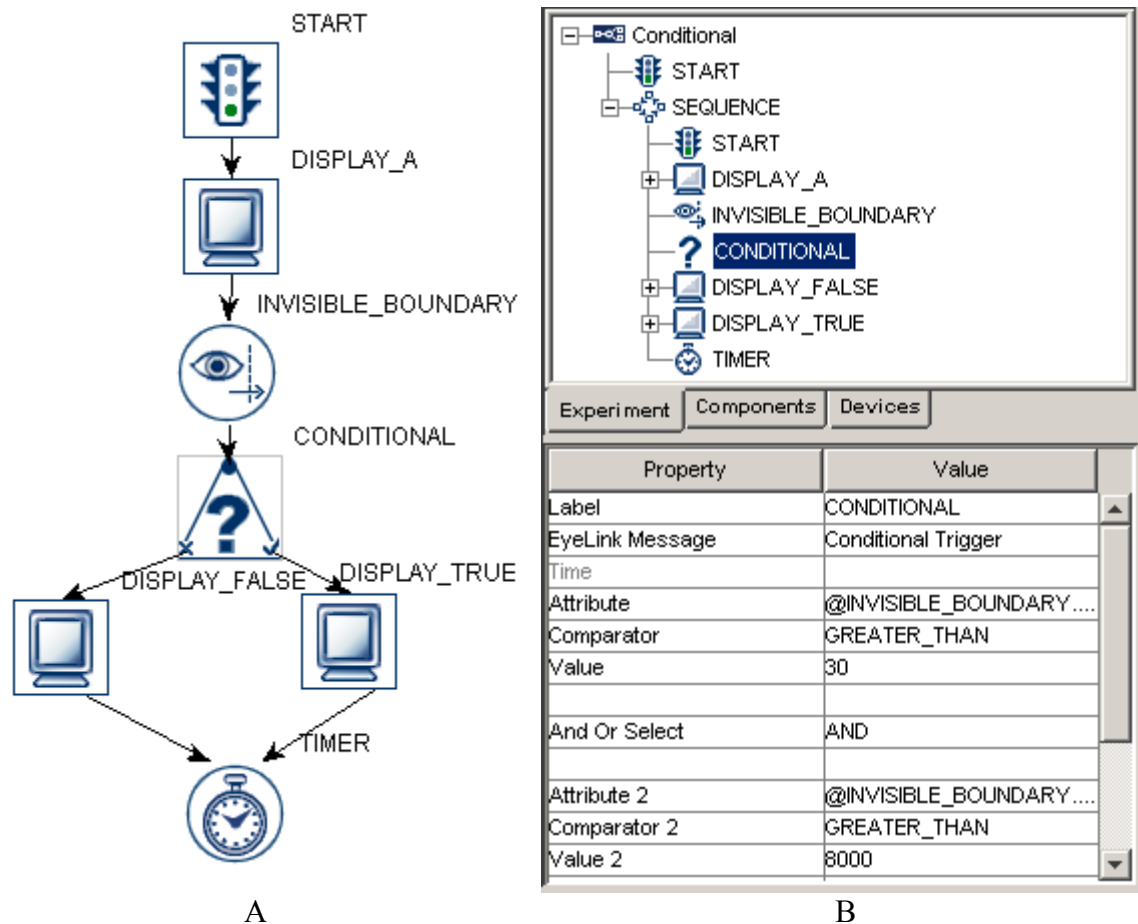 START
DISPLAY_A
INVISIBLE_BOUNDARY
CONDITIONAL
DISPLAY_FALSE
DISPLAY_TRUE
TIMER
A
Conditional
START
SEQUENCE
START
DISPLAY_A
INVISIBLE_BOUNDARY
CONDITIONAL
DISPLAY_FALSE
DISPLAY_TRUE
TIMER
Experiment Components Devices
Property Value
Label CONDITIONAL
EyeLink Message Conditional Trigger
Time
Attribute @INVISIBLE_BOUNDARY....
Comparator GREATER_THAN
Value 30
And Or Select AND
Attribute 2 @INVISIBLE_BOUNDARY....
Comparator 2 GREATER_THAN
Value 2 8000
B